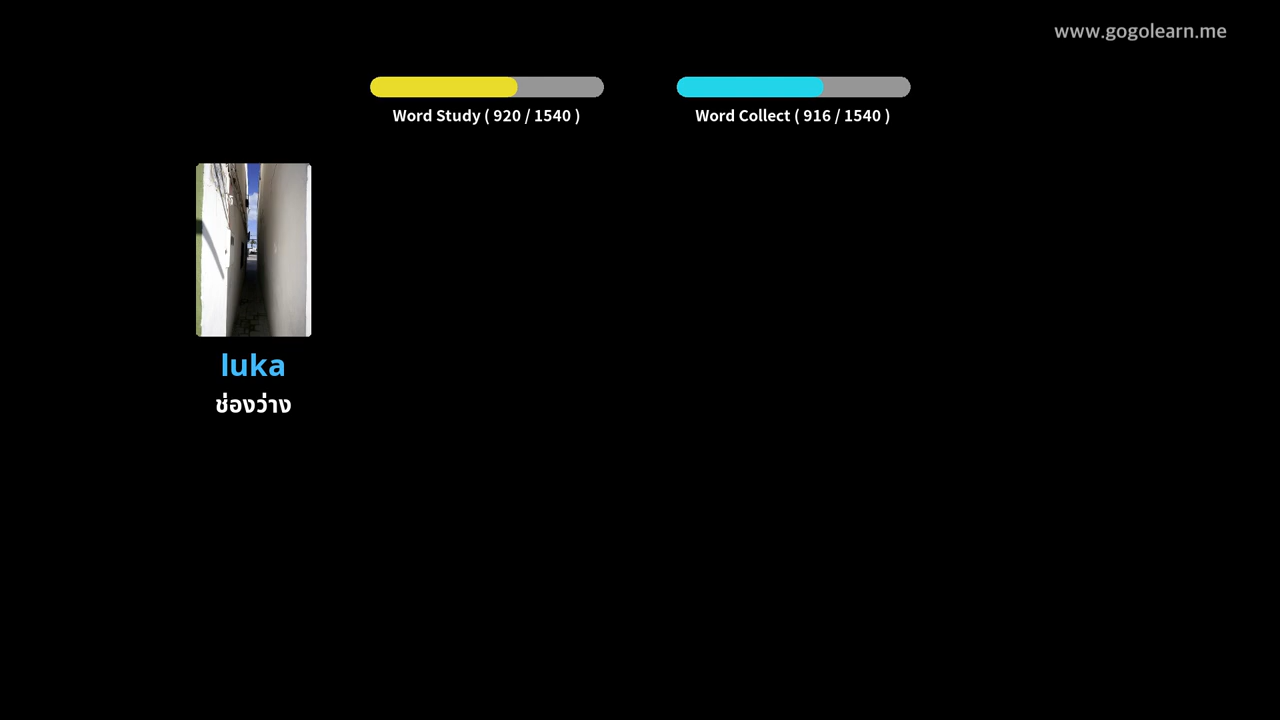 www.gogolearn.me
Word Study ( 920 / 1540 )
Word Collect ( 916 / 1540 )
luka
ช่องว่าง